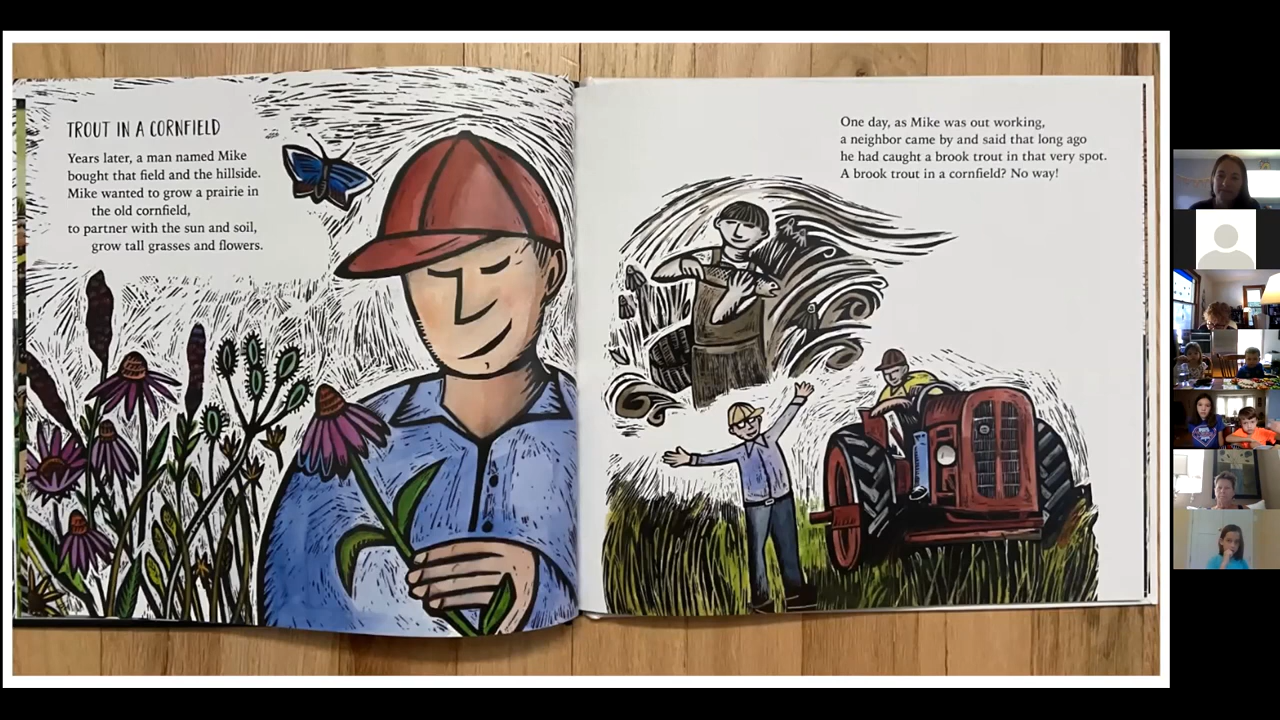 TROUT IN A CORNFIELD
Years later, a man named Mike
bought that field and the hillside.
Mike wanted to grow a prairie in
the old cornfield,
to partner with the sun and soil,
grow tall grasses and flowers.
One day, as Mike was out working,
a neighbor came by and said that long ago
he had caught a brook trout in that very spot.
A brook trout in a cornfield? No way!